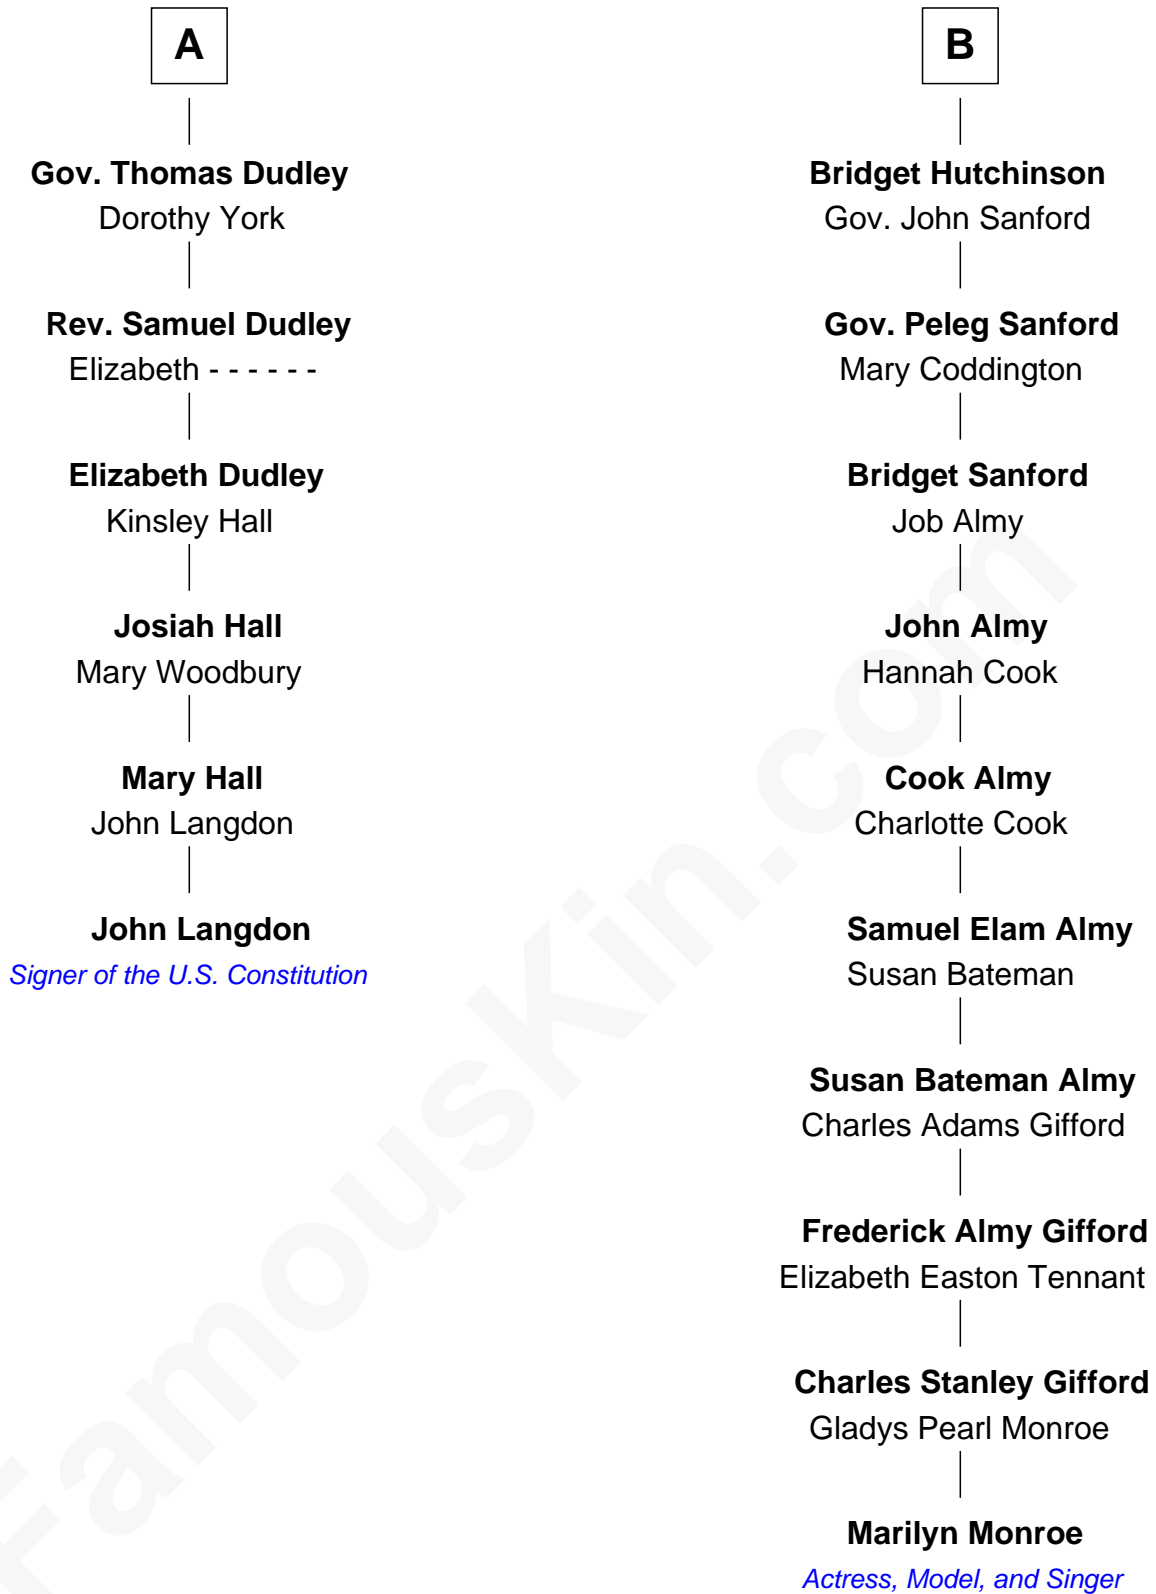 A
Gov. Thomas Dudley
Dorothy York
Rev. Samuel Dudley
Elizabeth - - - - - -
Elizabeth Dudley
Kinsley Hall
Josiah Hall
Mary Woodbury
Mary Hall
John Langdon
John Langdon
Signer of the U.S. Constitution
B
Bridget Hutchinson
Gov. John Sanford
Gov. Peleg Sanford
Mary Coddington
Bridget Sanford
Job Almy
John Almy
Hannah Cook
Cook Almy
Charlotte Cook
Samuel Elam Almy
Susan Bateman
Susan Bateman Almy
Charles Adams Gifford
Frederick Almy Gifford
Elizabeth Easton Tennant
Charles Stanley Gifford
Gladys Pearl Monroe
Marilyn Monroe
Actress, Model, and Singer
FamousKin.com